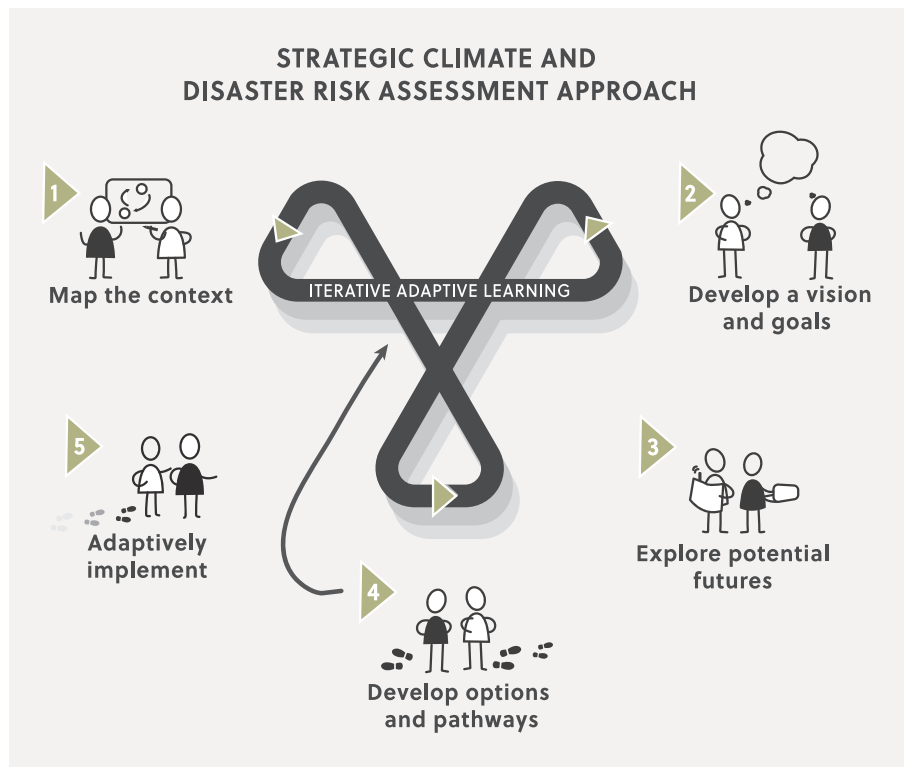 STRATEGIC CLIMATE AND
DISASTER RISK ASSESSMENT APPROACH
1
Map the context
2
Develop a vision
and goals
ITERATIVE ADAPTIVE LEARNING
3
Explore potential
futures
4
Develop options
and pathways
5
Adaptively
implement